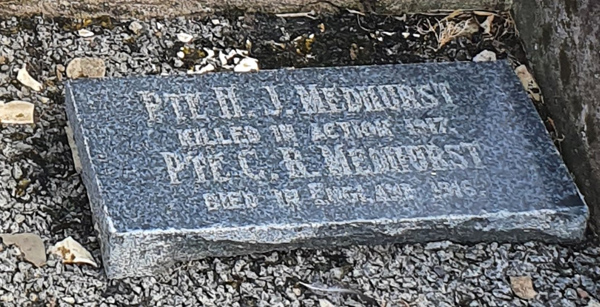 PTE H. J. MEDHURST
KILLED IN ACTION 1917.
PTE. C. R. MEDHURST
DIED IN ENGLAND 1916.